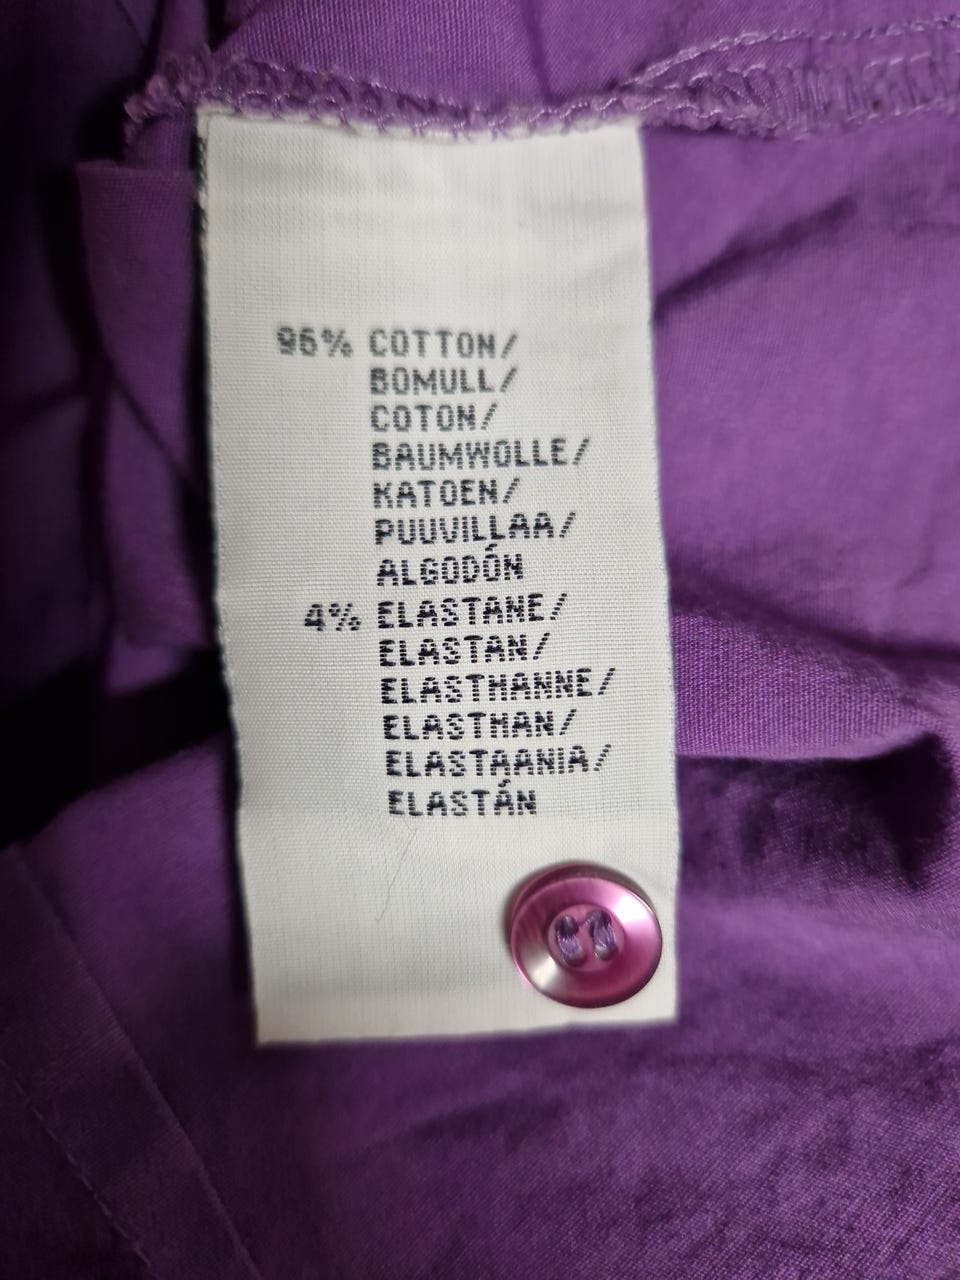 96% COTTON/
BOMULL/
COTON/
BAUMWOLLE/
KATOEN/
PUUVILLAA/
ALGODÓN
4% ELASTANE/
ELASTAN/
ELASTHANNE/
ELASTHAN/
ELASTAANIA/
ELASTÁN